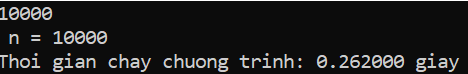 10000
n = 10000
Thoi gian chay chuong trinh: 0.262000 giay